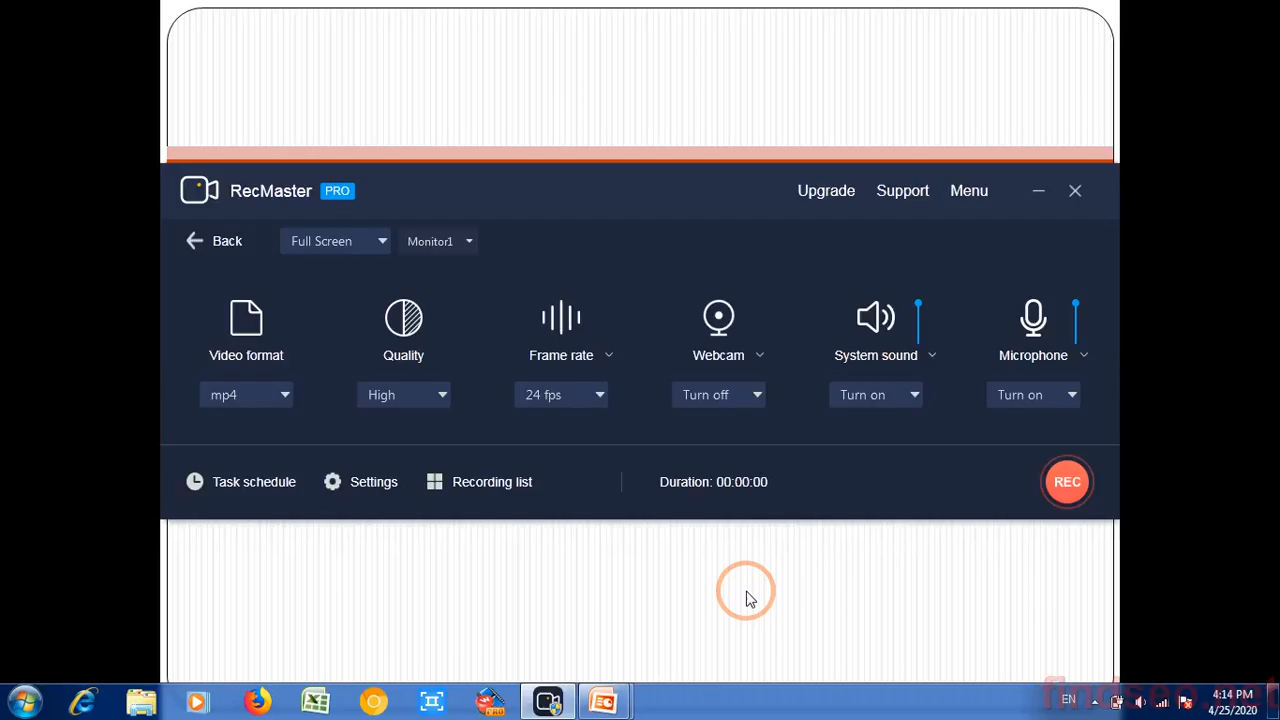 RecMaster PRO
Upgrade Support Menu
Back Full Screen Monitor1
Video format Quality Frame rate Webcam System sound Microphone
mp4 High 24 fps Turn off Turn on Turn on
Task schedule Settings Recording list Duration: 00:00:00 REC
EN 4:14 PM
4/25/2020